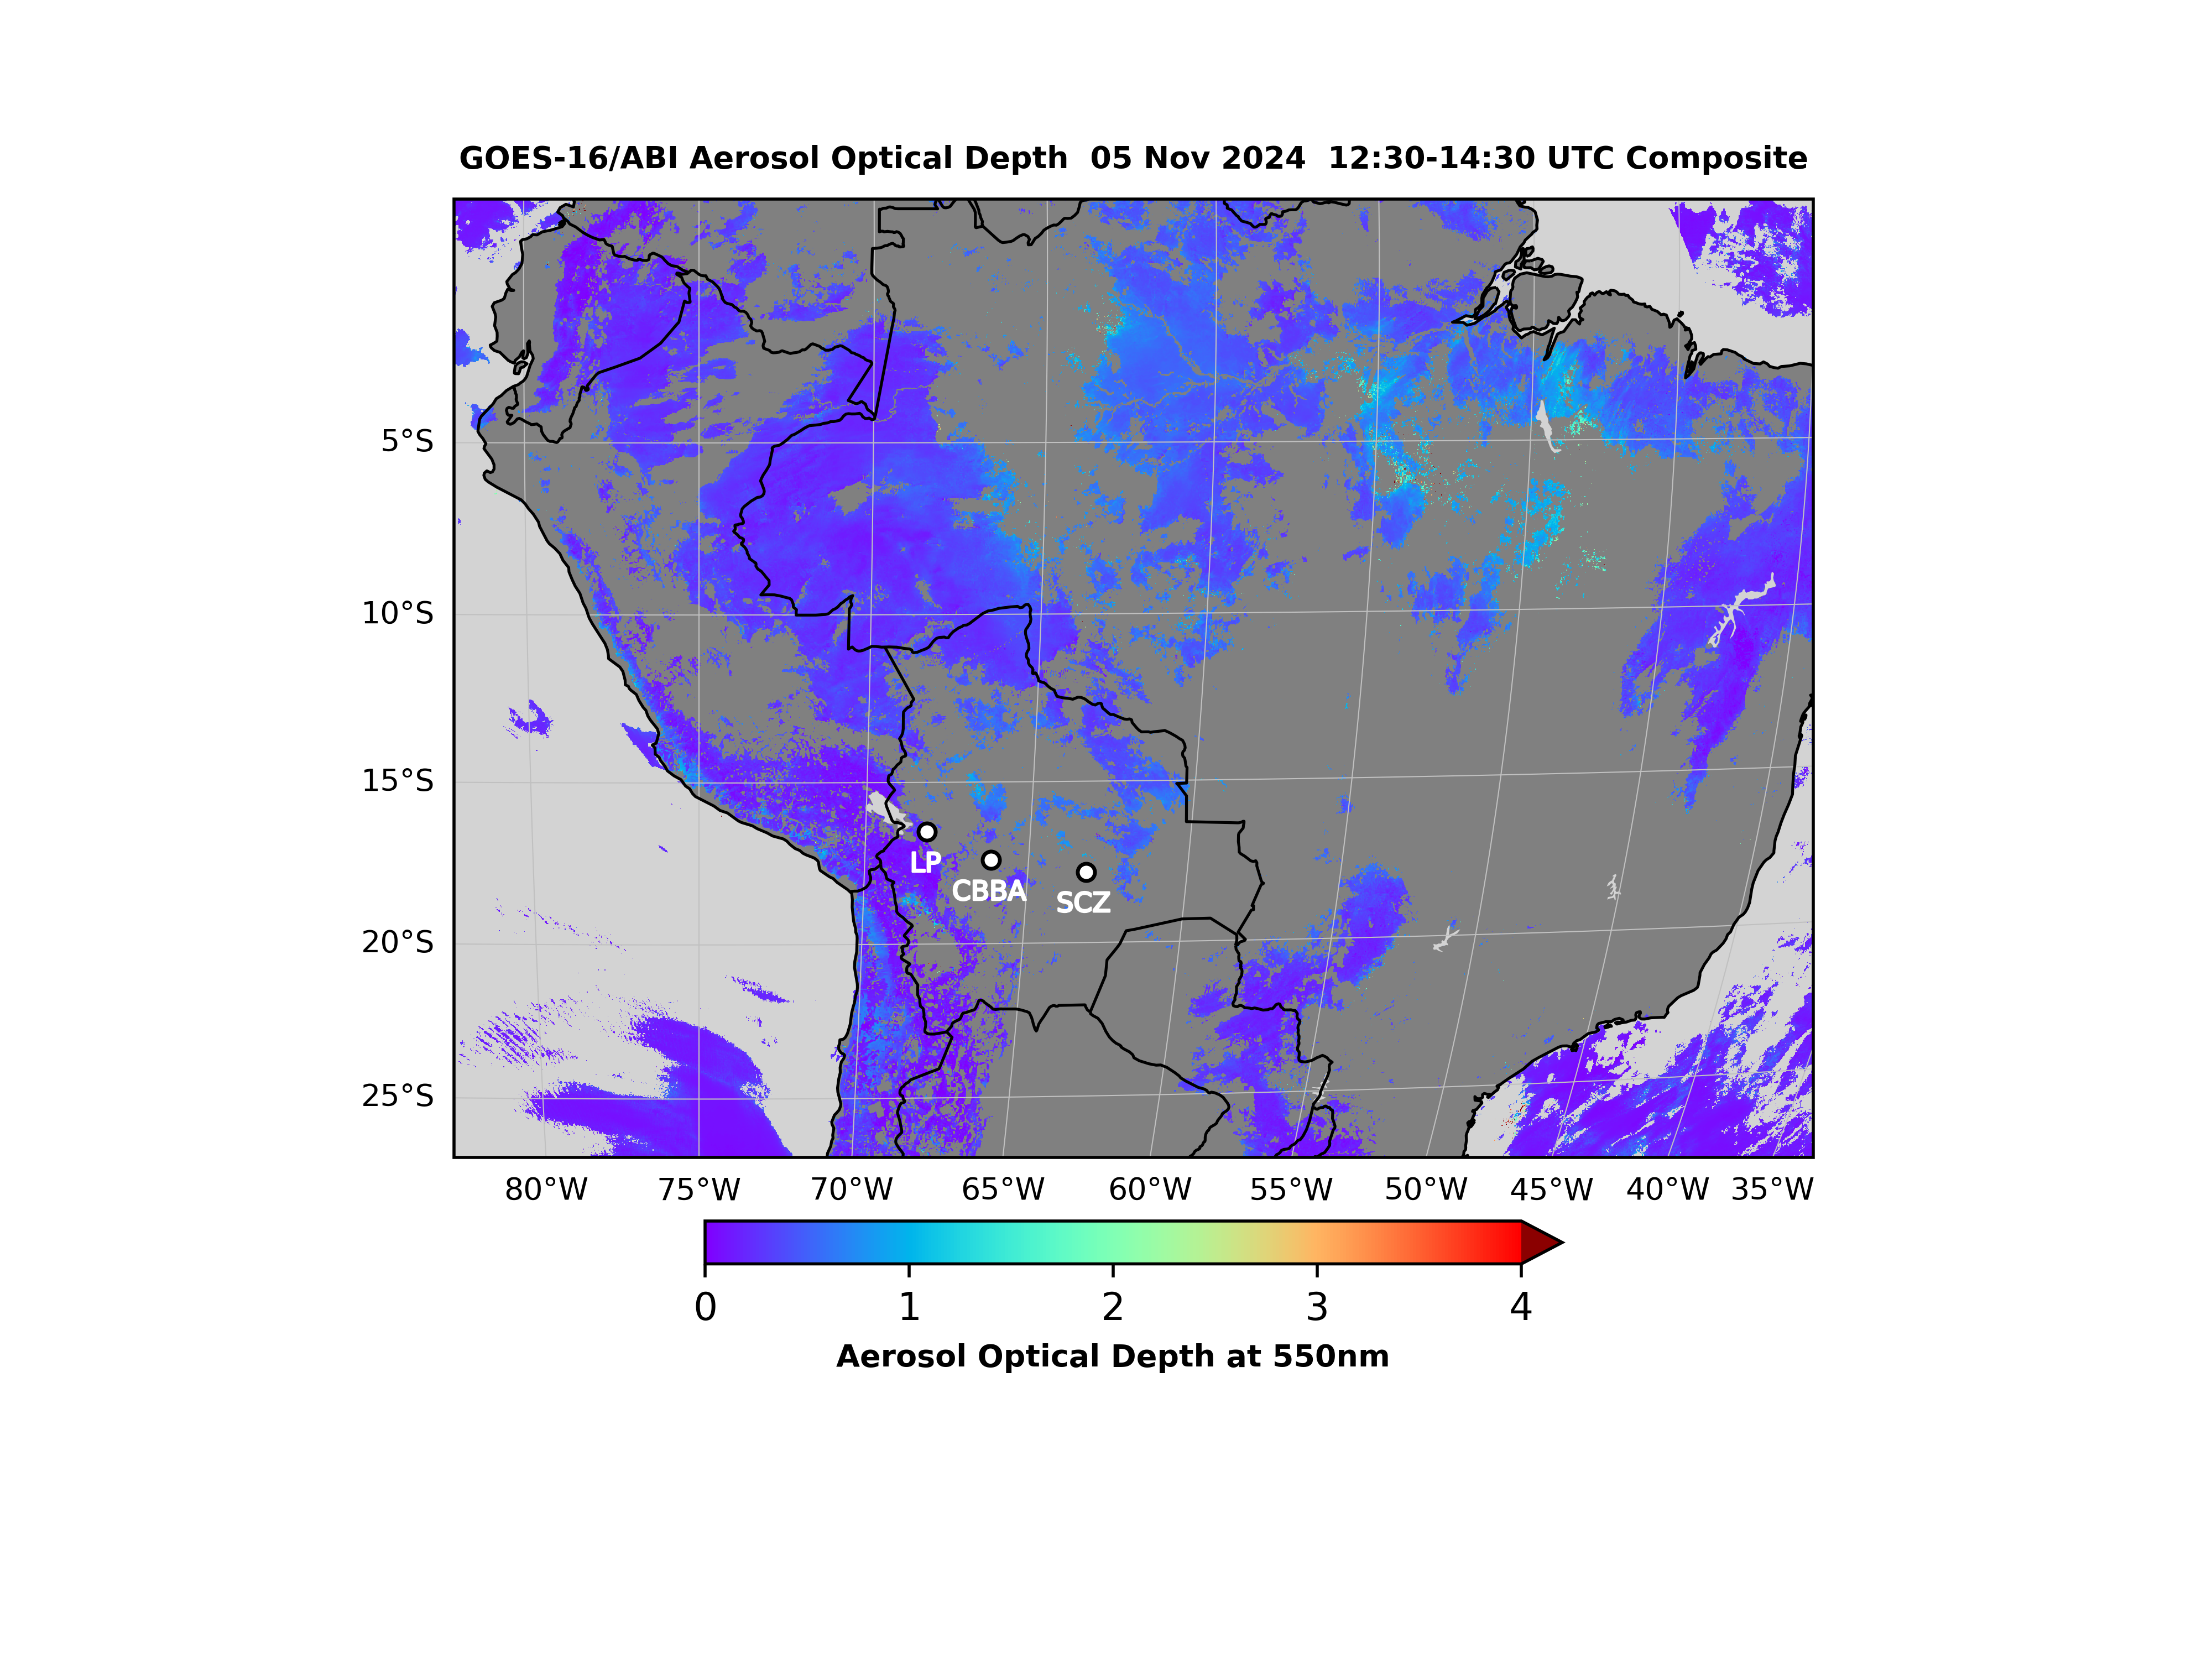 GOES-16/ABI Aerosol Optical Depth  05 Nov 2024  12:30-14:30 UTC Composite
5°S
10°S
15°S
LP
CBBA
SCZ
20°S
25°S
80°W 75°W 70°W 65°W 60°W 55°W 50°W 45°W 40°W 35°W
0 1 2 3 4
Aerosol Optical Depth at 550nm